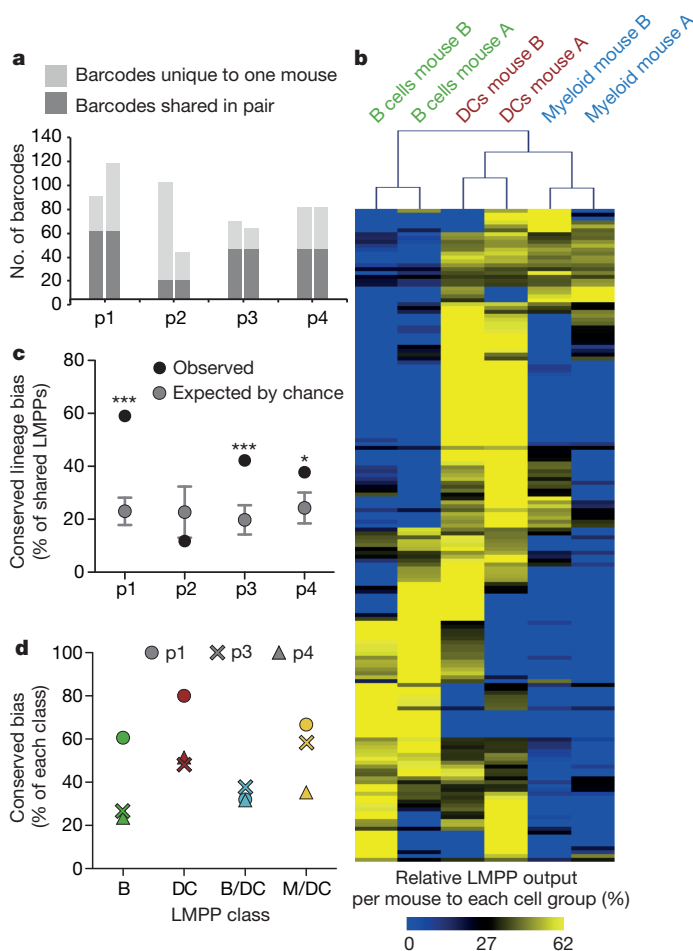 a
Barcodes unique to one mouse
Barcodes shared in pair
No. of barcodes
140
120
100
80
60
40
20
0
p1 p2 p3 p4
b
B cells mouse B
B cells mouse A
DCs mouse B
DCs mouse A
Myeloid mouse B
Myeloid mouse A
c
Conserved lineage bias
(% of shared LMPPs)
80
60
40
20
0
Observed
Expected by chance
***
***
*
p1 p2 p3 p4
d
Conserved bias
(% of each class)
100
80
60
40
20
0
p1 p3 p4
B DC B/DC M/DC
LMPP class
Relative LMPP output
per mouse to each cell group (%)
0 27 62